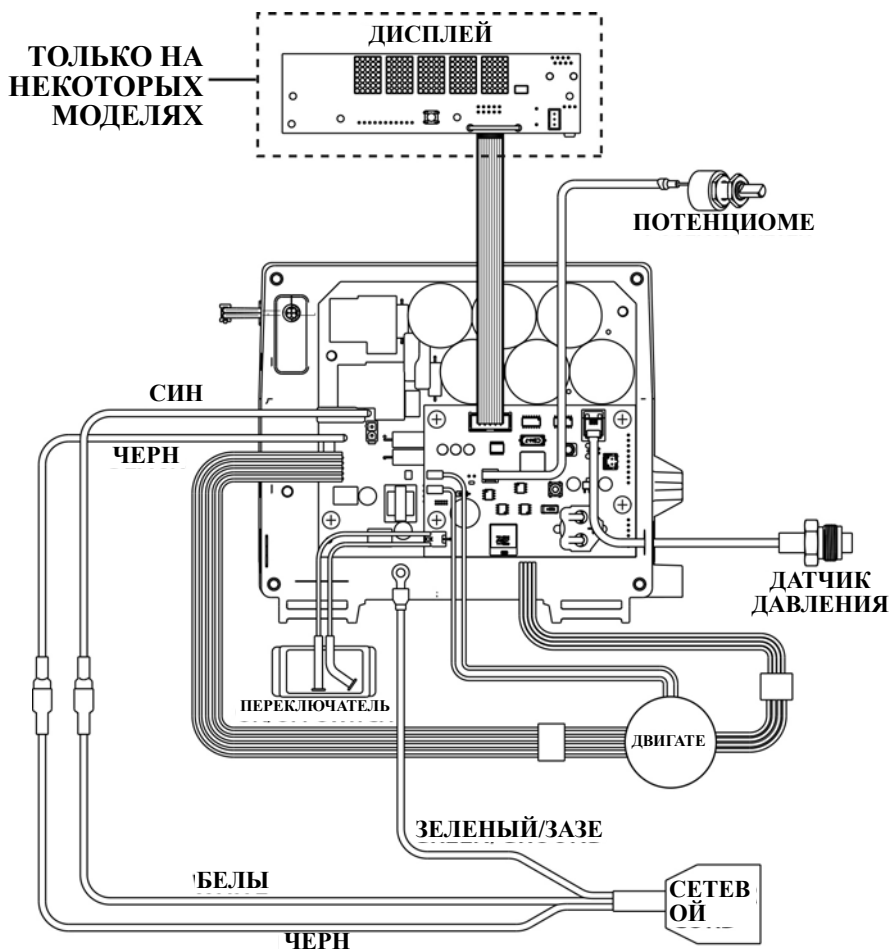 ДИСПЛЕЙ
ТОЛЬКО НА
НЕКОТОРЫХ
МОДЕЛЯХ
ПОТЕНЦИОМЕ
СИН
ЧЕРН
ДАТЧИК
ДАВЛЕНИЯ
ПЕРЕКЛЮЧАТЕЛЬ
ДВИГАТЕ
ЗЕЛЕНЫЙ/ЗАЗЕ
БЕЛЫ
СЕТЕВ
ОЙ
ЧЕРН